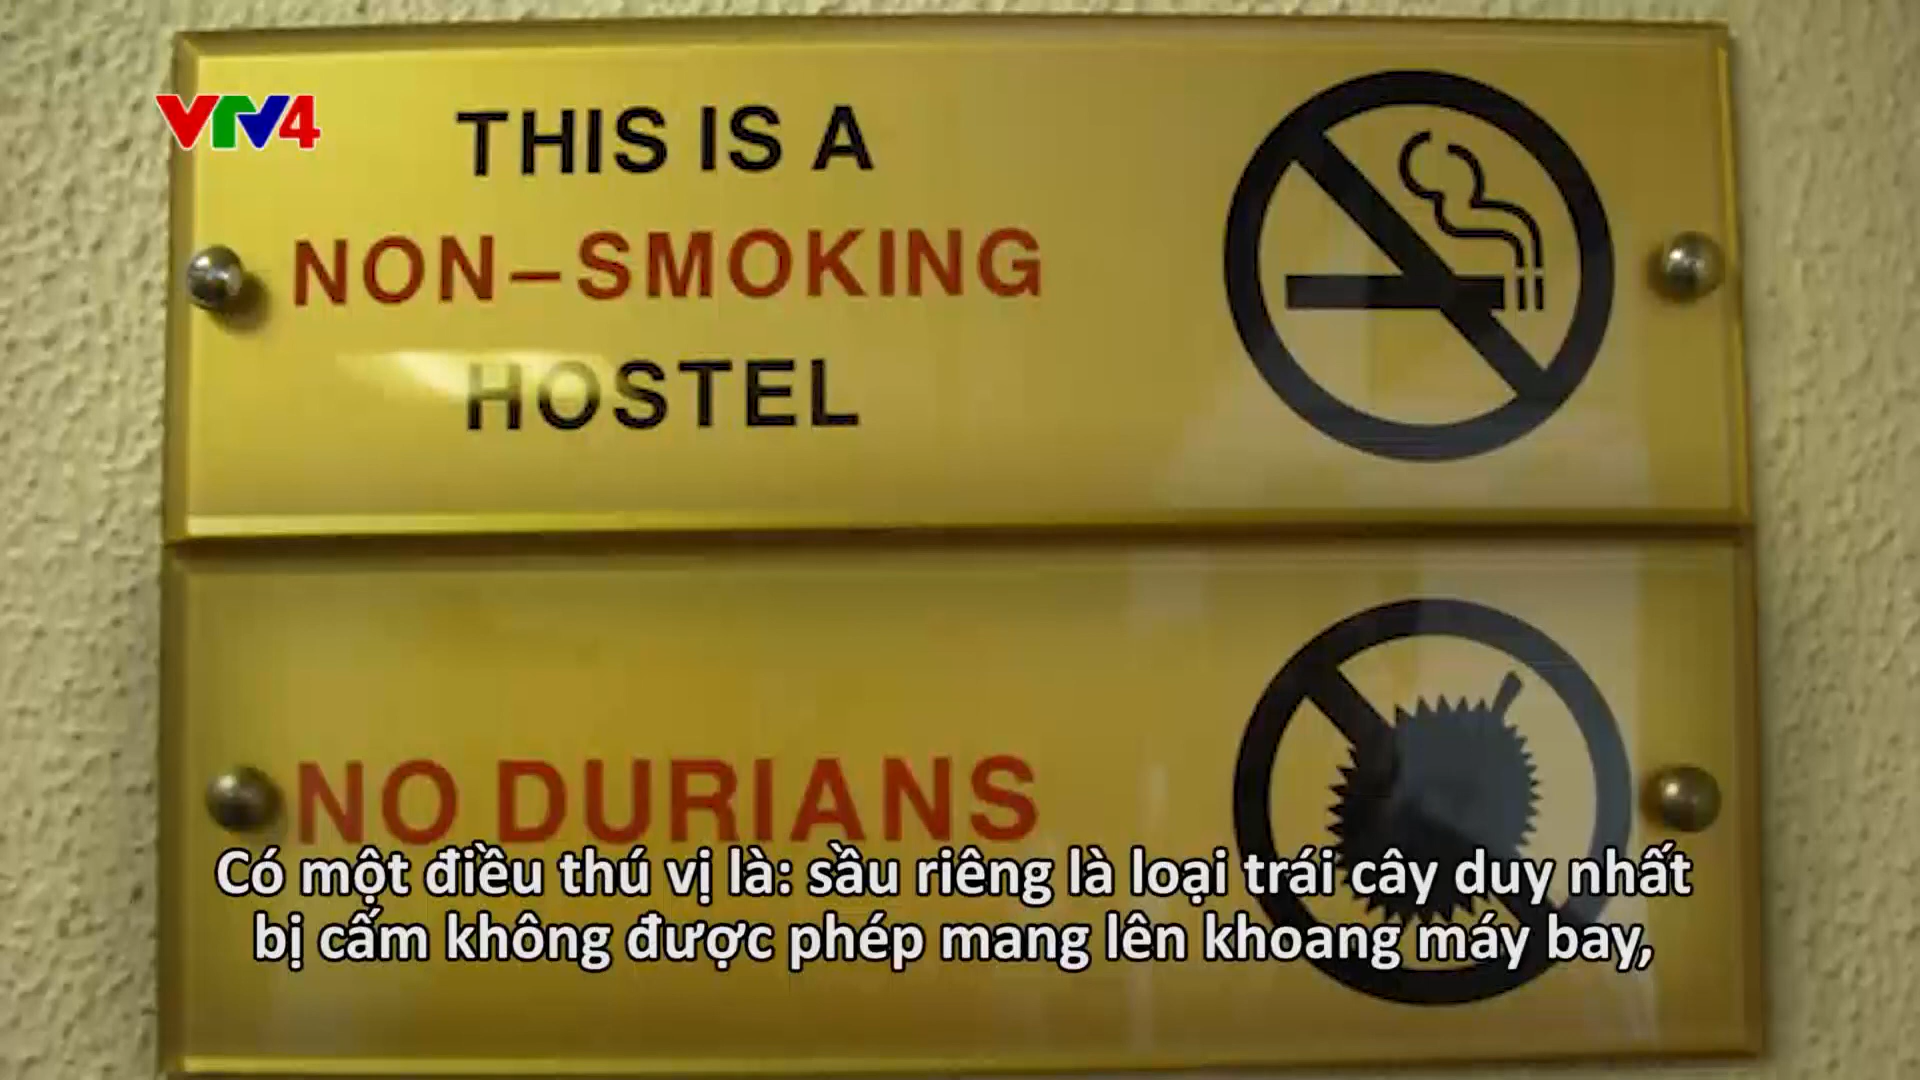 VTV4
THIS IS A
NON–SMOKING
HOSTEL
NO DURIANS
Có một điều thú vị là: sầu riêng là loại trái cây duy nhất
bị cấm không được phép mang lên khoang máy bay,